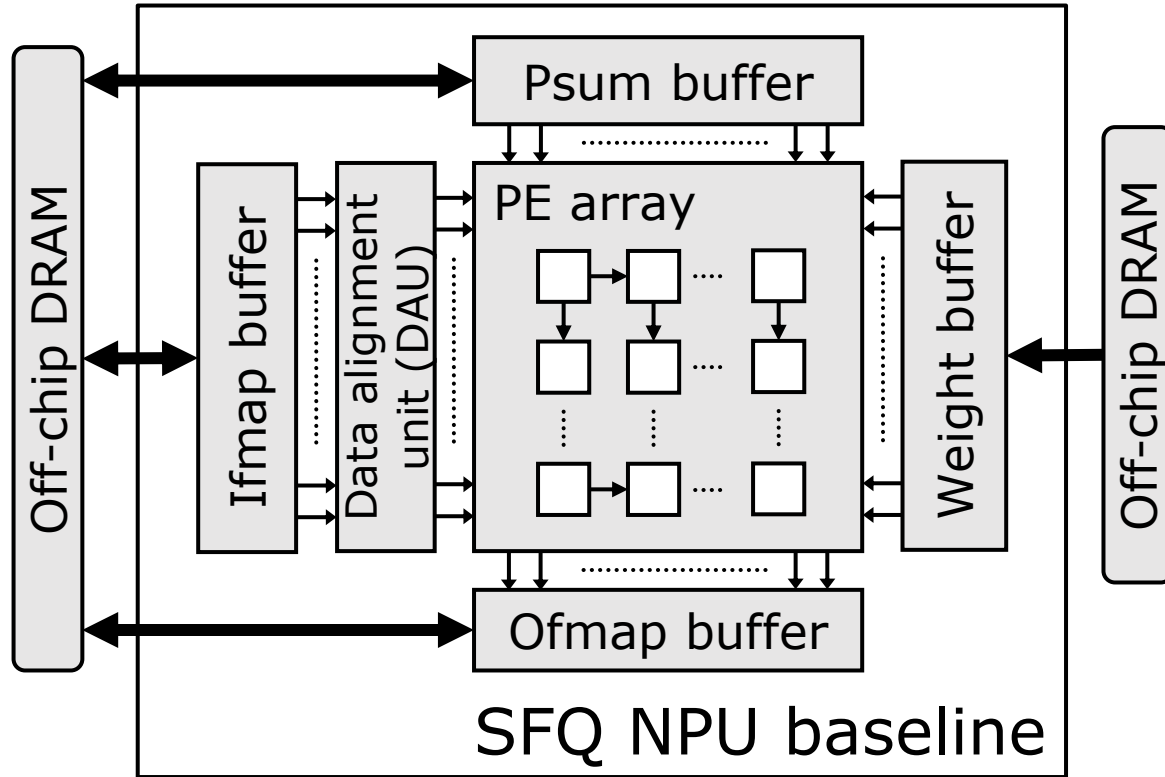 Psum buffer
Off-chip DRAM
Ifmap buffer
Data alignment
unit (DAU)
PE array
Weight buffer
Off-chip DRAM
Ofmap buffer
SFQ NPU baseline